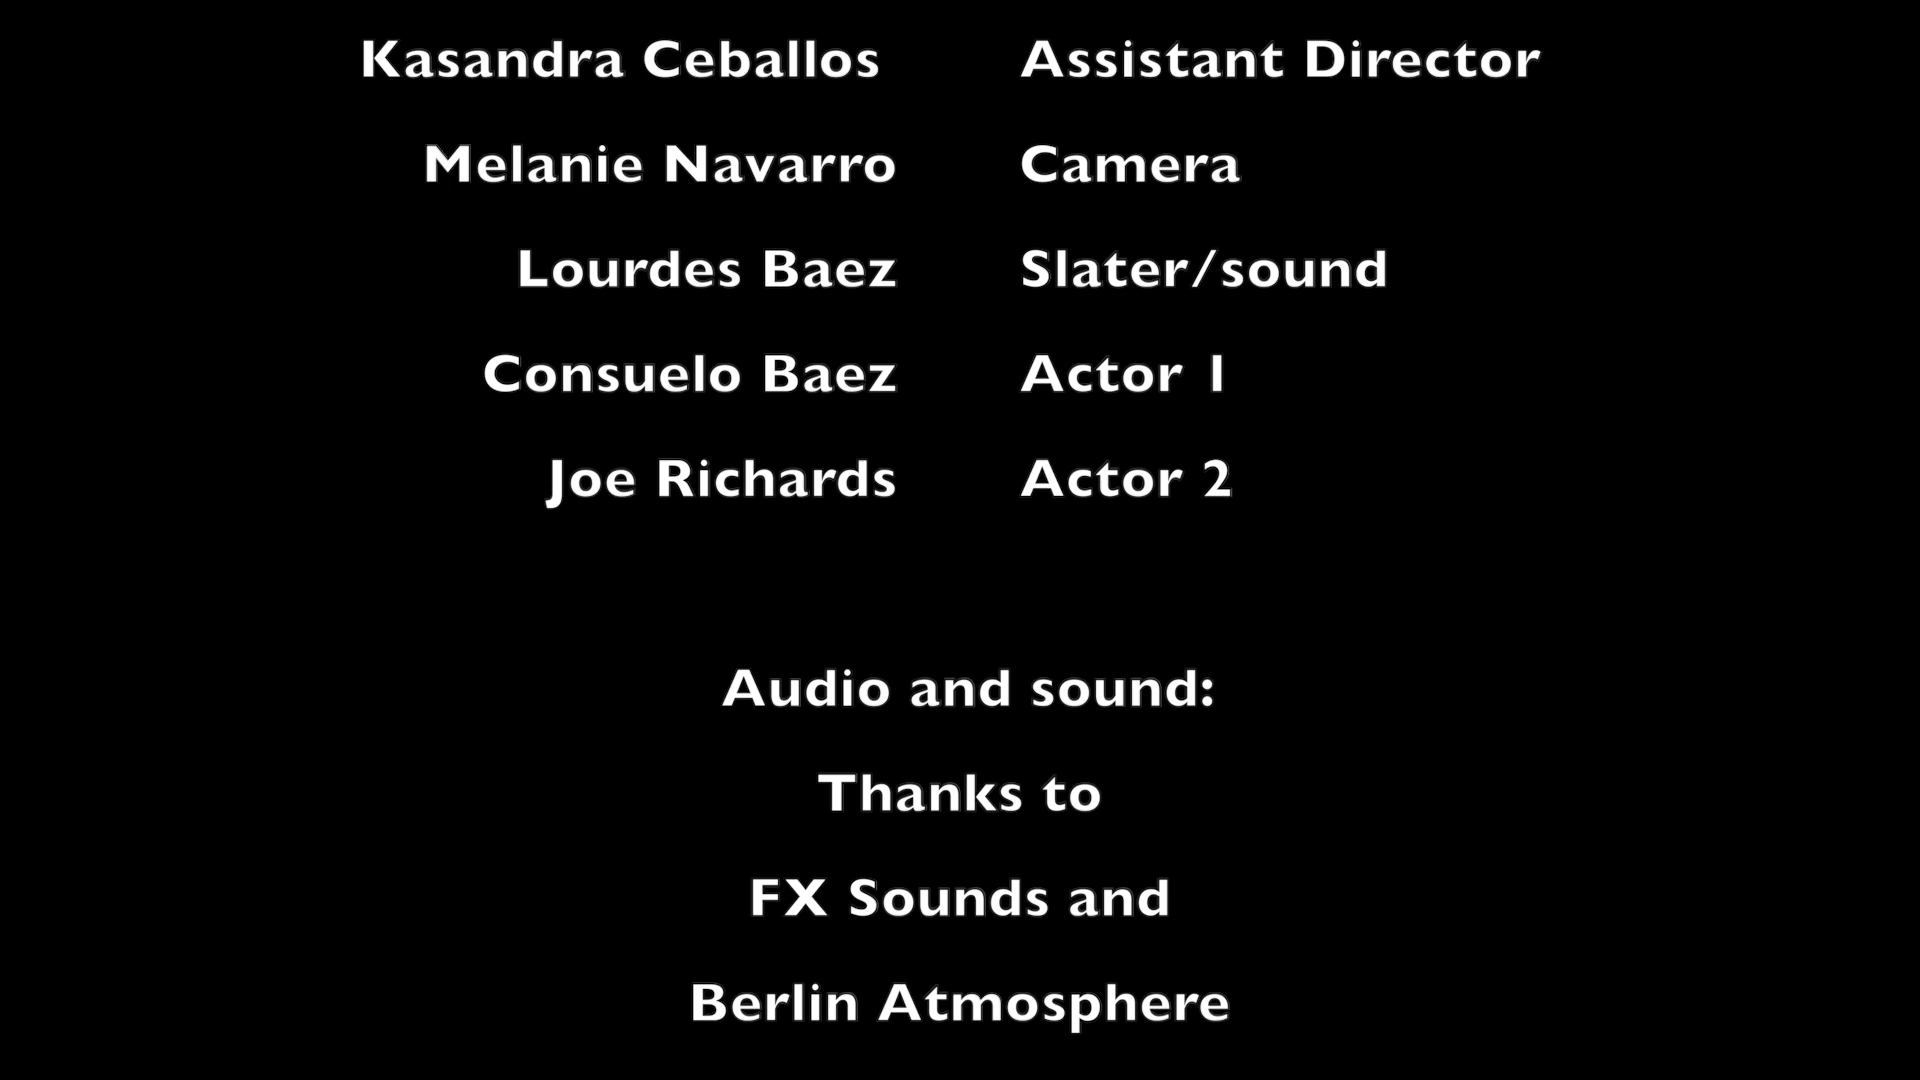 Kasandra Ceballos Assistant Director
Melanie Navarro Camera
Lourdes Baez Slater/sound
Consuelo Baez Actor 1
Joe Richards Actor 2
Audio and sound:
Thanks to
FX Sounds and
Berlin Atmosphere